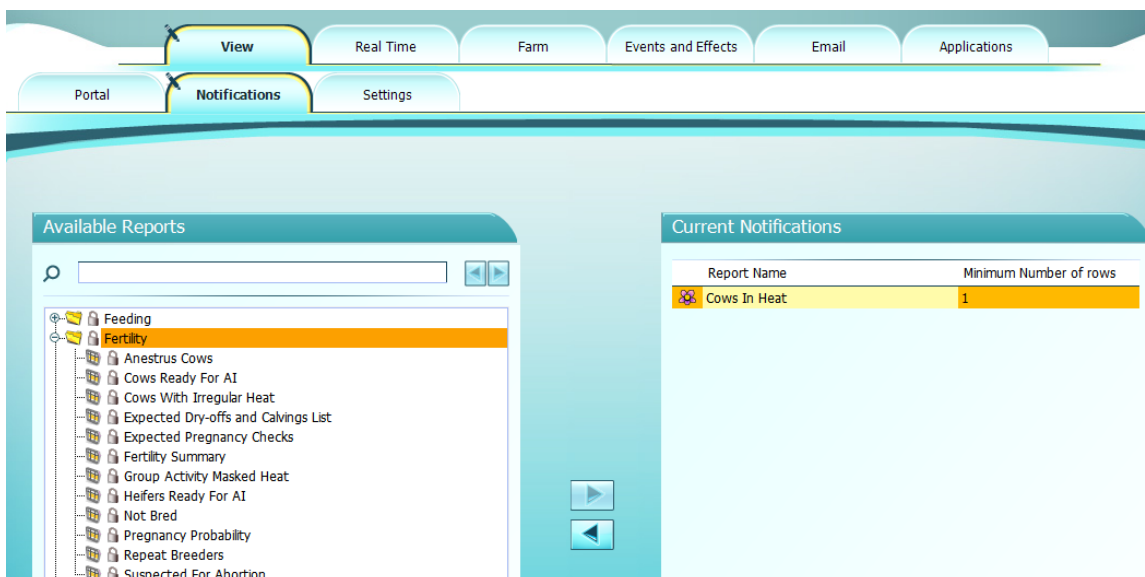 View Real Time Farm Events and Effects Email Applications
Portal Notifications Settings
Available Reports
Current Notifications
Report Name Minimum Number of rows
Cows In Heat 1
Feeding
Fertility
Anestrus Cows
Cows Ready For AI
Cows With Irregular Heat
Expected Dry-offs and Calvings List
Expected Pregnancy Checks
Fertility Summary
Group Activity Masked Heat
Heifers Ready For AI
Not Bred
Pregnancy Probability
Repeat Breeders
Suspected For Abortion